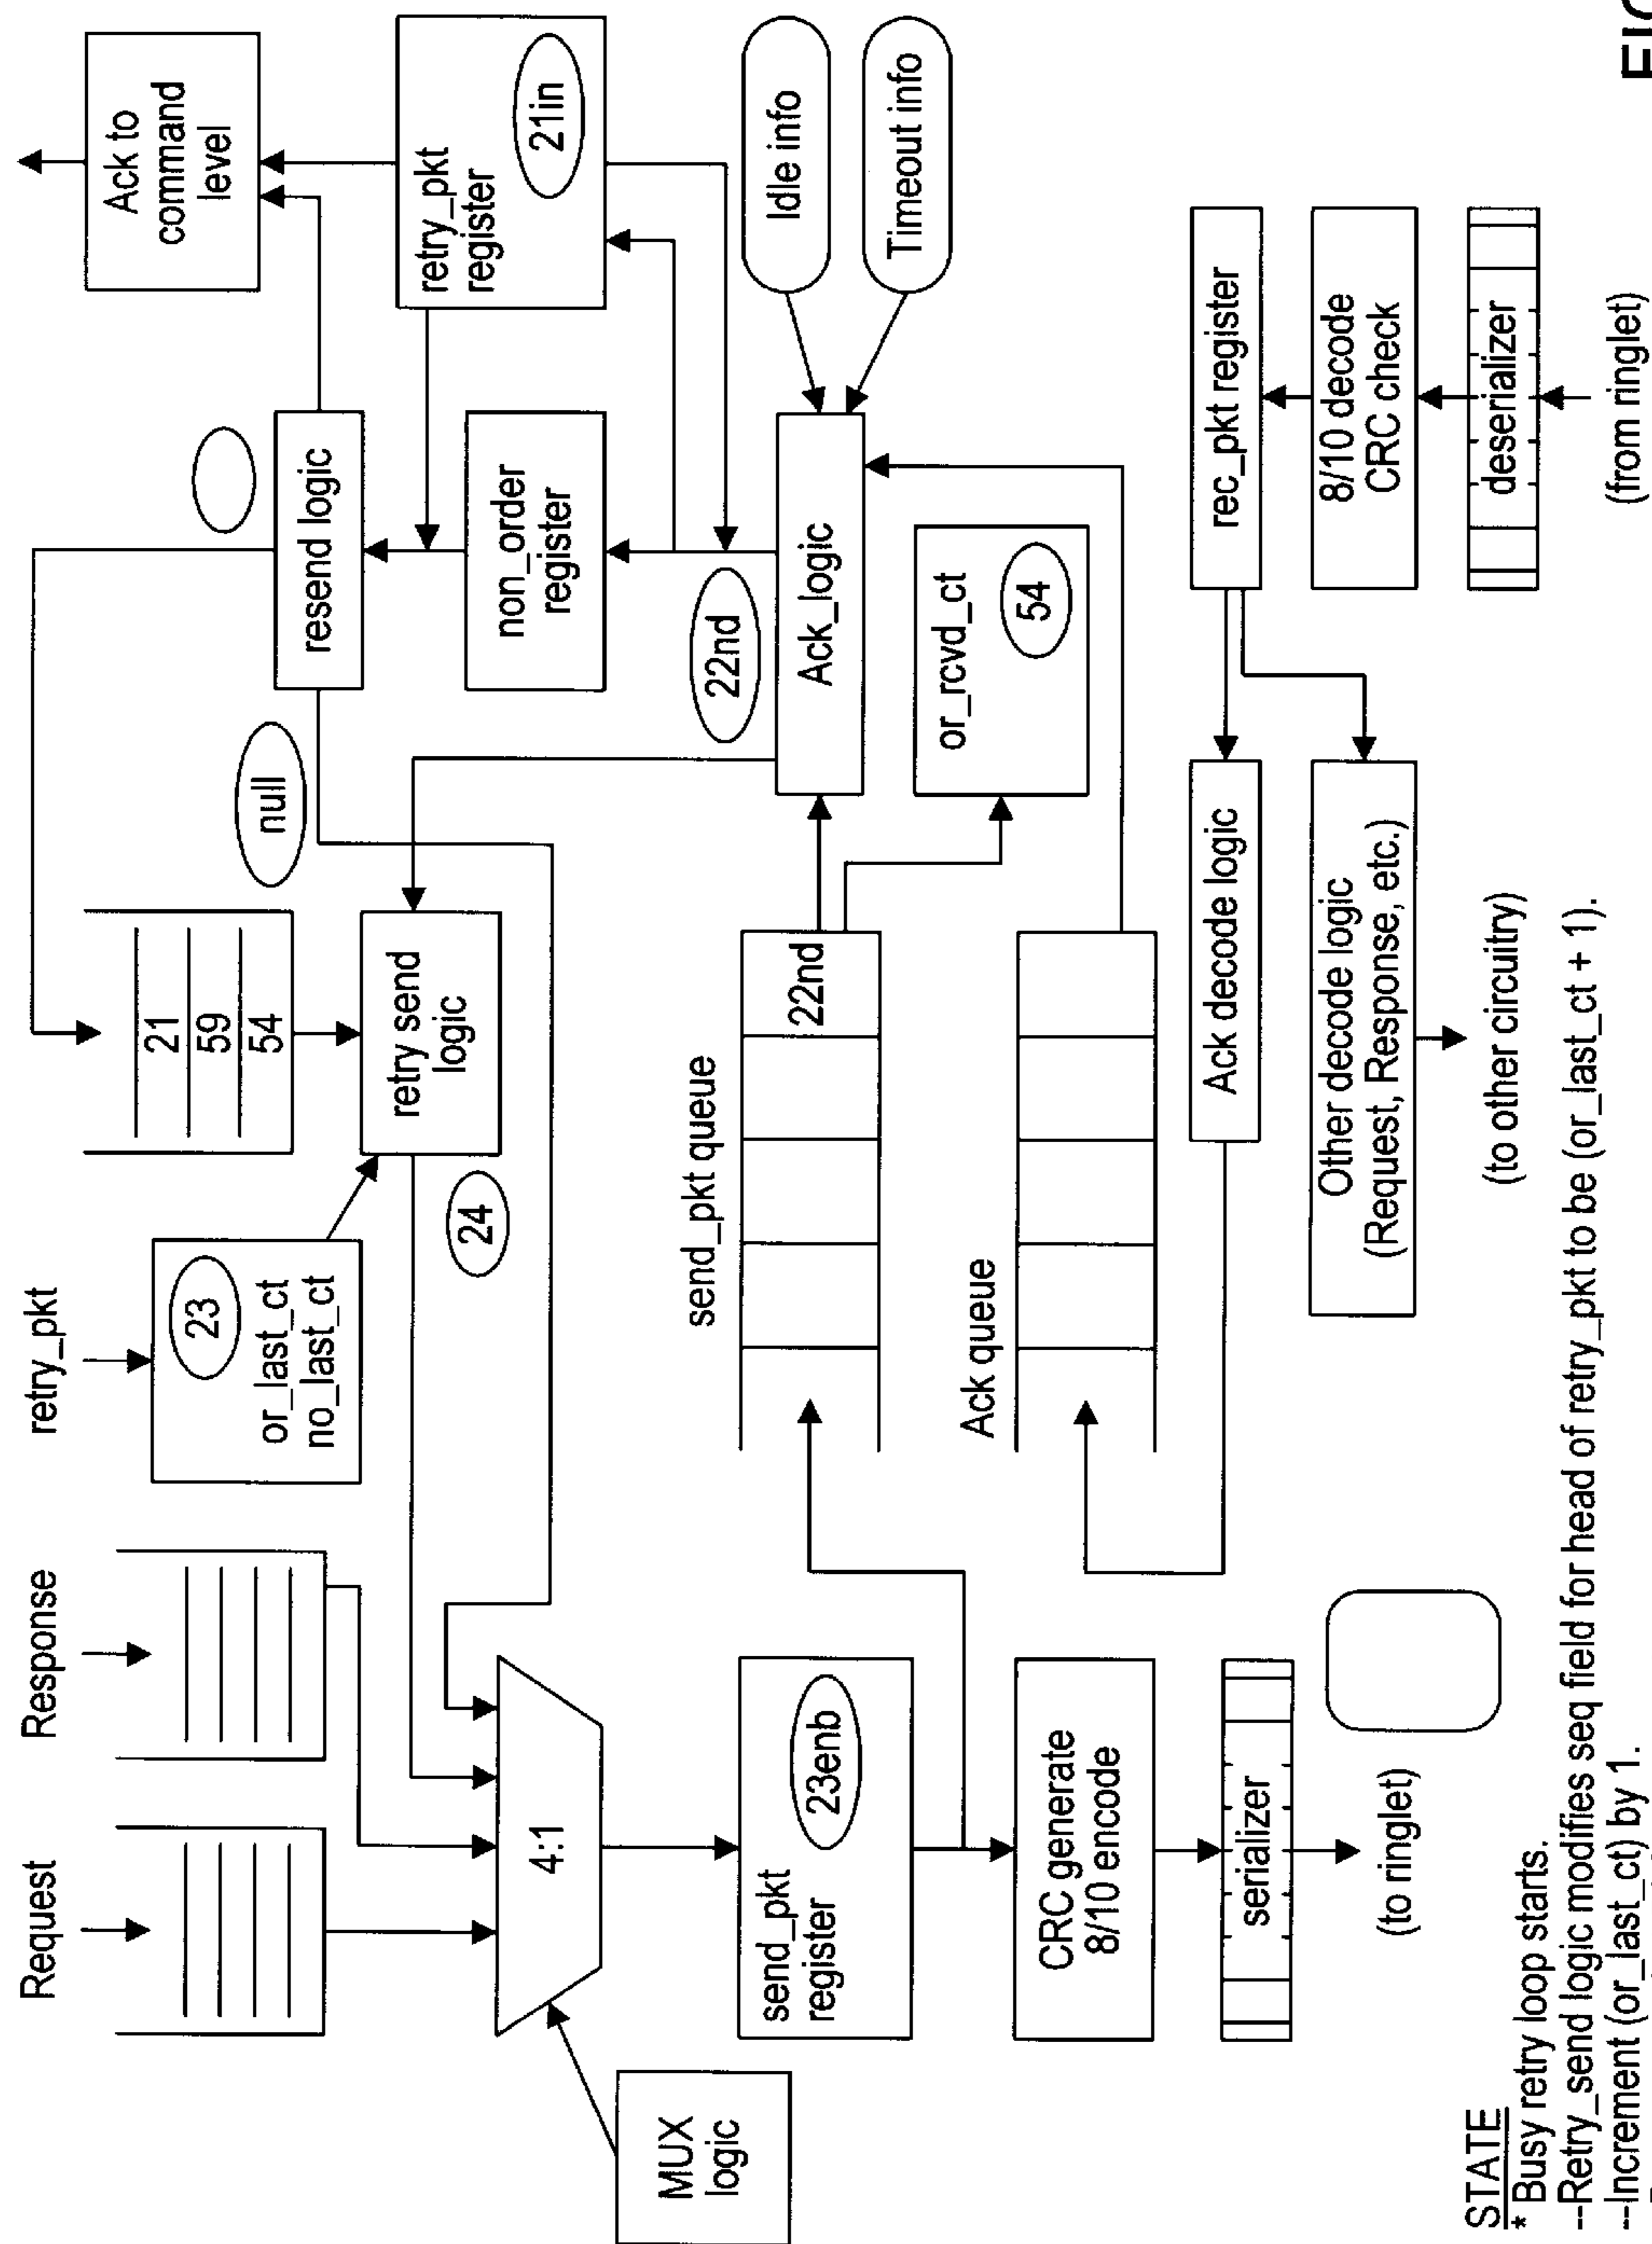 Request
Response
retry_pkt
23
or_last_ct
no_last_ct
21
59
54
retry send
logic
null
resend logic
Ack to
command
level
24
non_order
register
retry_pkt
register
21in
22nd
MUX
logic
4:1
send_pkt
register
23enb
send_pkt queue
22nd
Ack_logic
Idle info
Timeout info
or_rcvd_ct
54
Ack queue
CRC generate
8/10 encode
serializer
(to ringlet)
Ack decode logic
Other decode logic
(Request, Response, etc.)
(to other circuitry)
rec_pkt register
8/10 decode
CRC check
deserializer
(from ringlet)
STATE
* Busy retry loop starts.
--Retry_send logic modifies seq field for head of retry_pkt to be (or_last_ct + 1).
--Increment (or_last_ct) by 1.